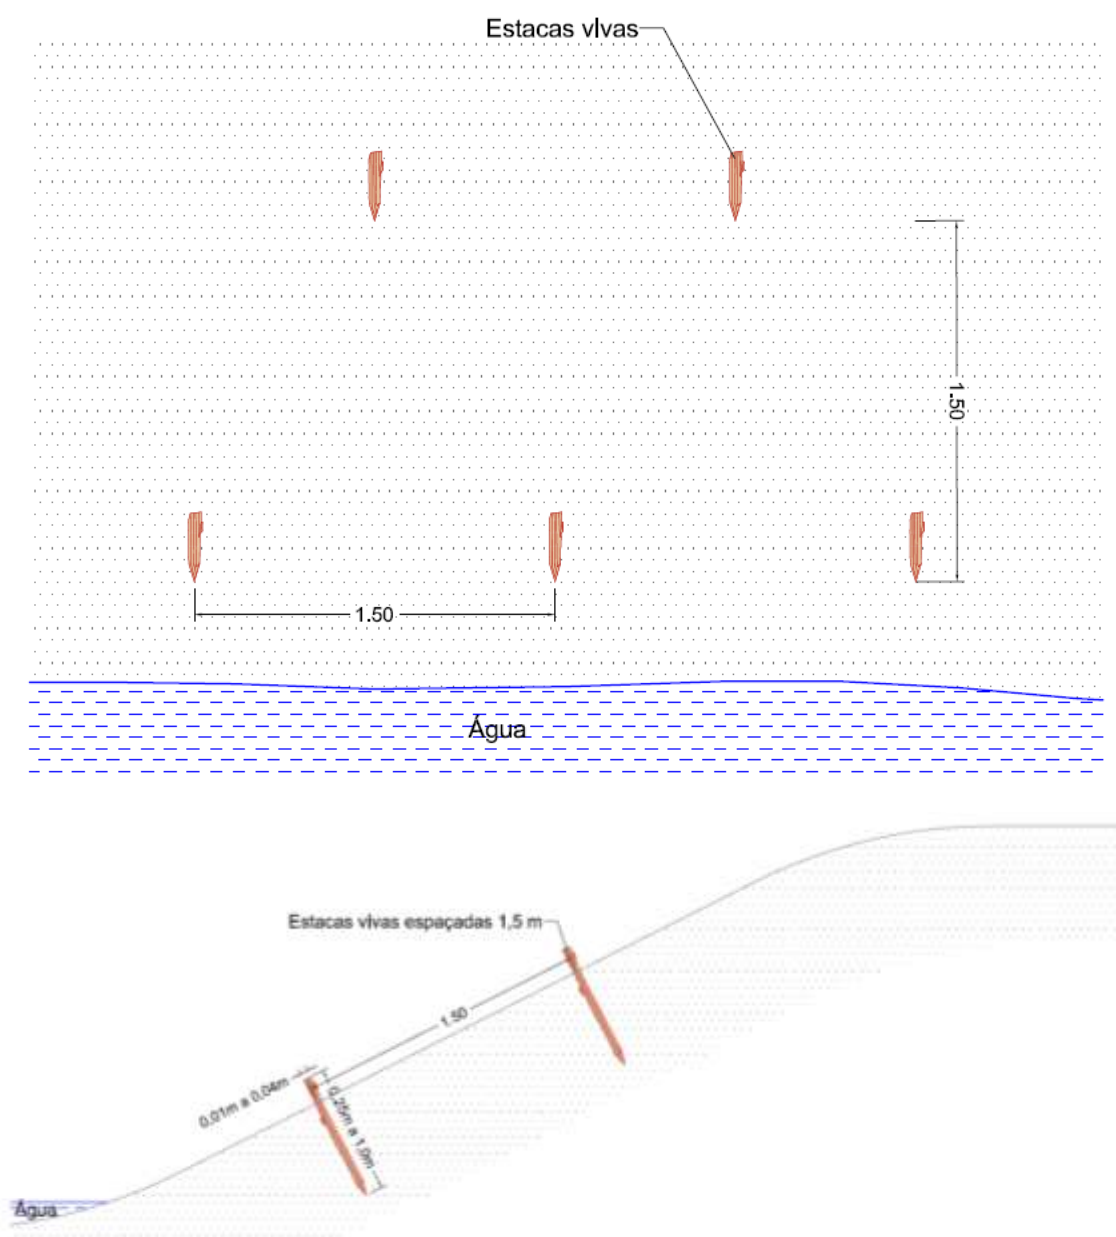 Estacas vivas
1.50
1.50
Água
Estacas vivas espaçadas 1,5 m
1.50
0,01m a 0,04m
0,25m a 1,0m
Água